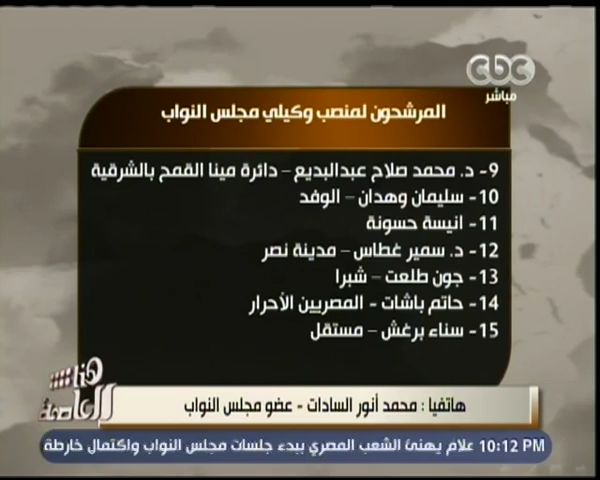 cbc
مباشر
المرشحون لمنصب وكيلي مجلس النواب
9- د. محمد صلاح عبدالبديع – دائرة مينا القمح بالشرقية
10- سليمان وهدان – الوفد
11- انيسة حسونة
12- د. سمير غطاس – مدينة نصر
13- جون طلعت – شبرا
14- حاتم باشات - المصريين الأحرار
15- سناء برغش – مستقل
هنا العاصمة
هاتفيا : محمد أنور السادات - عضو مجلس النواب
10:12 PM علام يهنئ الشعب المصري ببدء جلسات مجلس النواب واكتمال خارطة